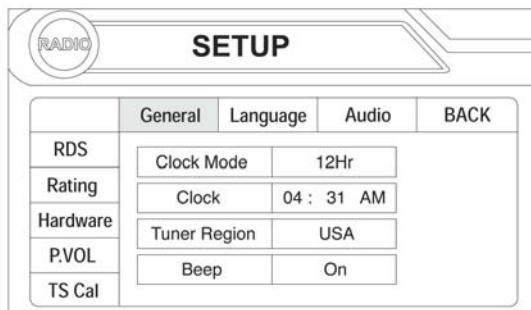 RADIO
SETUP
General Language Audio BACK
RDS
Rating
Hardware
P.VOL
TS Cal
Clock Mode 12Hr
Clock 04 : 31 AM
Tuner Region USA
Beep On